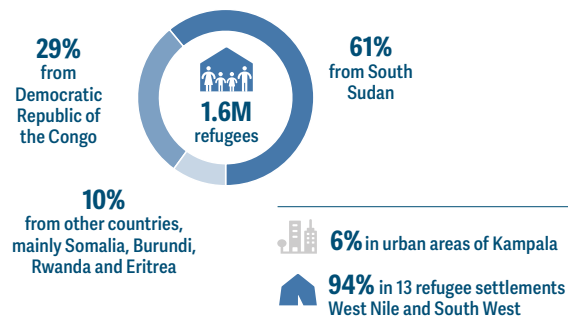 29%
from
Democratic
Republic of
the Congo
1.6M
refugees
61%
from South
Sudan
10%
from other countries,
mainly Somalia, Burundi,
Rwanda and Eritrea
6% in urban areas of Kampala
94% in 13 refugee settlements
West Nile and South West